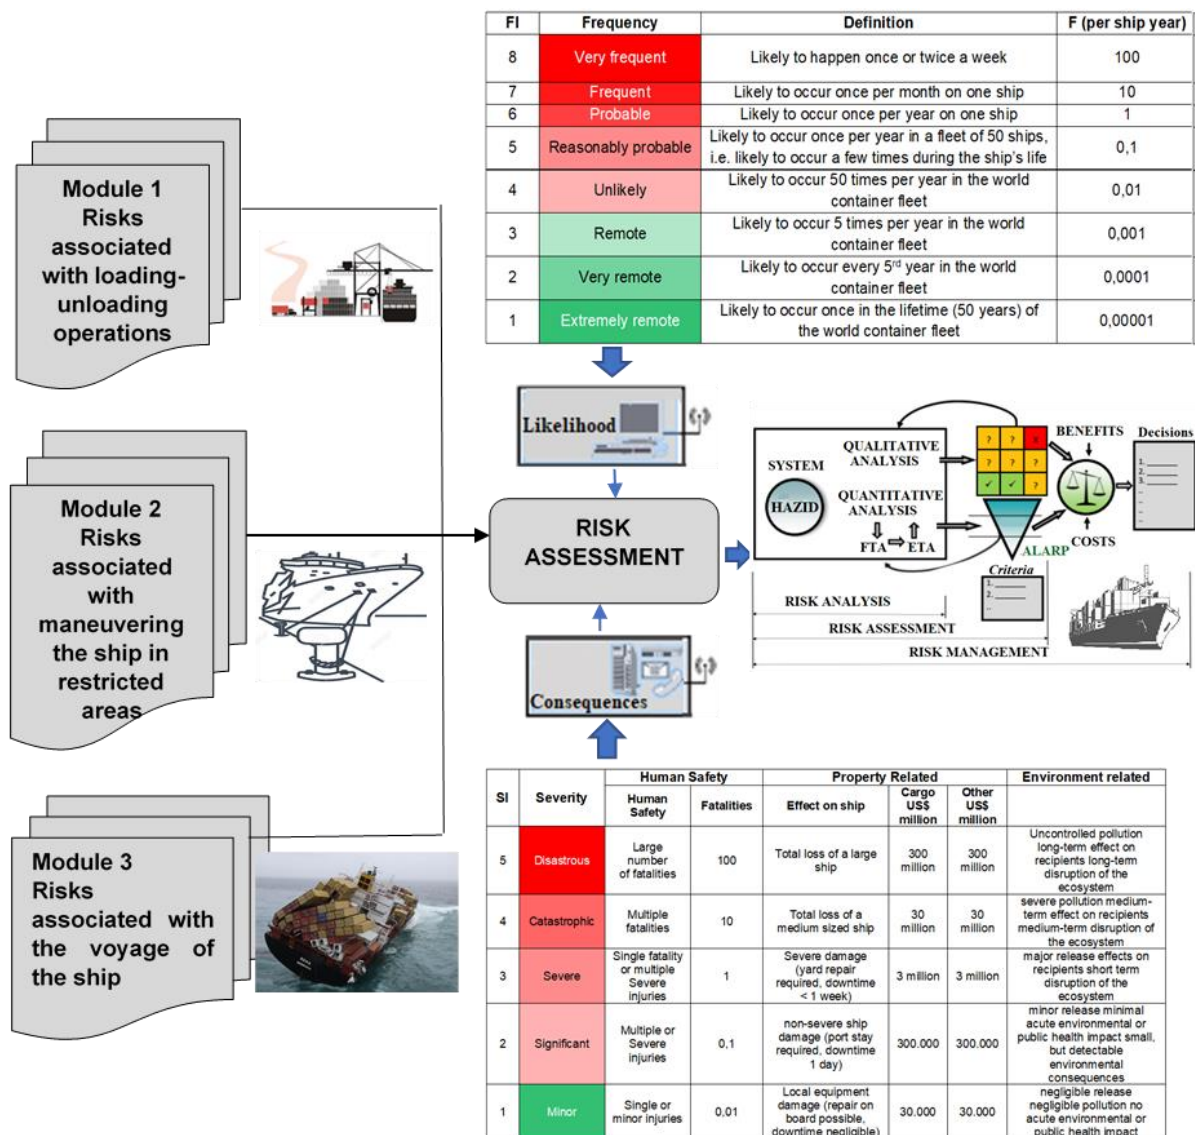 FI Frequency Definition F (per ship year)
8 Very frequent Likely to happen once or twice a week 100
7 Frequent Likely to occur once per month on one ship 10
6 Probable Likely to occur once per year on one ship 1
5 Reasonably probable Likely to occur once per year in a fleet of 50 ships,
i.e. likely to occur a few times during the ship's life 0,1
4 Unlikely Likely to occur 50 times per year in the world
container fleet 0,01
3 Remote Likely to occur 5 times per year in the world
container fleet 0,001
2 Very remote Likely to occur every 5rd year in the world
container fleet 0,0001
1 Extremely remote Likely to occur once in the lifetime (50 years) of
the world container fleet 0,00001
Module 1
Risks
associated
with loading-
unloading
operations
Module 2
Risks
associated
with
maneuvering
the ship in
restricted
areas
Module 3
Risks
associated with
the voyage of
the ship
Likelihood
RISK
ASSESSMENT
Consequences
SYSTEM
HAZID
QUALITATIVE
ANALYSIS
QUANTITATIVE
ANALYSIS
FTA ETA
? ?
? ? ?
✓ ✓ ?
ALARP
BENEFITS
COSTS
Decisions
1.
2.
3.
Criteria
1.
2.
RISK ANALYSIS
RISK ASSESSMENT
RISK MANAGEMENT
SI Severity Human Safety Property Related Environment related
Human
Safety
Fatalities
Effect on ship
Cargo
US$
million
Other
US$
million
5 Disastrous
Large
number
of fatalities
100
Total loss of a large
ship
300
million
300
million
Uncontrolled pollution
long-term effect on
recipients long-term
disruption of the
ecosystem
4 Catastrophic
Multiple
fatalities
10
Total loss of a
medium sized ship
30
million
30
million
severe pollution medium-
term effect on recipients
medium-term disruption of
the ecosystem
3 Severe
Single fatality
or multiple
Severe
injuries
1
Severe damage
(yard repair
required, downtime
< 1 week)
3 million
3 million
major release effects on
recipients short term
disruption of the
ecosystem
2 Significant
Multiple or
Severe
injuries
0,1
non-severe ship
damage (port stay
required, downtime
1 day)
300.000
300.000
minor release minimal
acute environmental or
public health impact small,
but detectable
environmental
consequences
1 Minor
Single or
minor injuries
0,01
Local equipment
damage (repair on
board possible,
downtime negligible)
30.000
30.000
negligible release
negligible pollution no
acute environmental or
public health impact